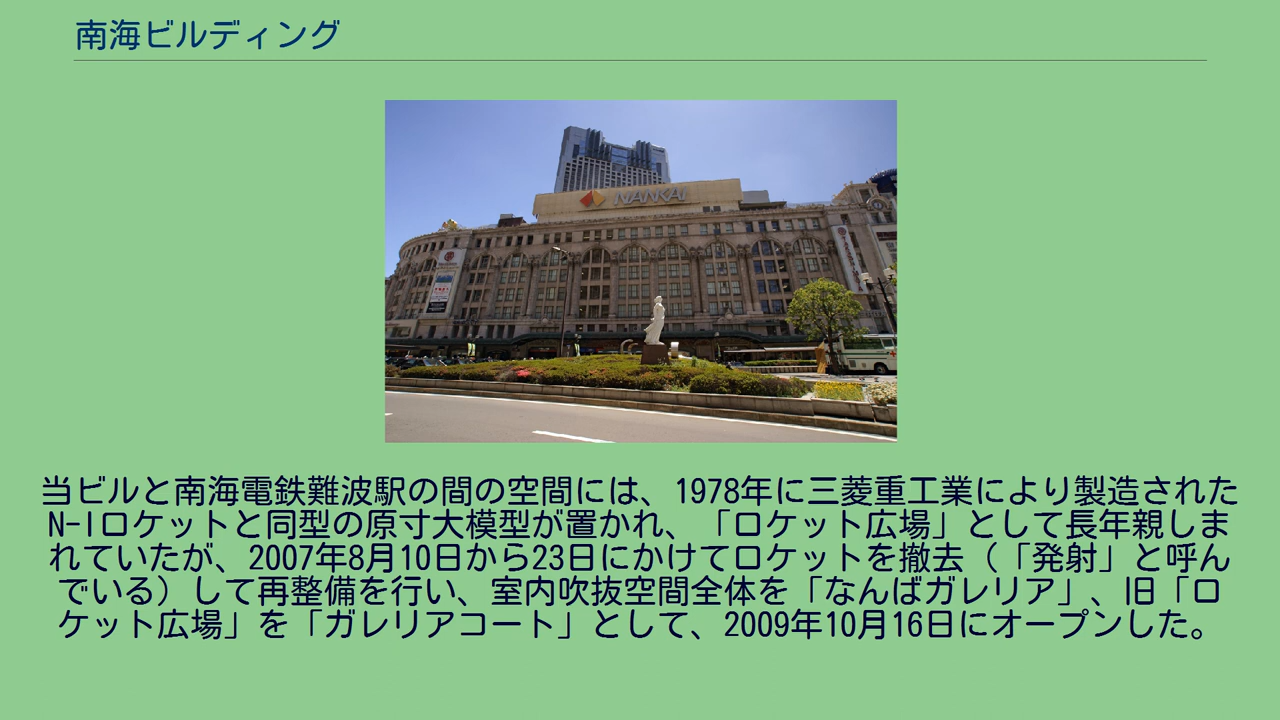 南海ビルディング
NANKAI
当ビルと南海電鉄難波駅の間の空間には、1978年に三菱重工業により製造された
N-Iロケットと同型の原寸大模型が置かれ、「ロケット広場」として長年親しま
れていたが、2007年8月10日から23日にかけてロケットを撤去（「発射」と呼ん
でいる）して再整備を行い、室内吹抜空間全体を「なんばガレリア」、旧「ロ
ケット広場」を「ガレリアコート」として、2009年10月16日にオープンした。